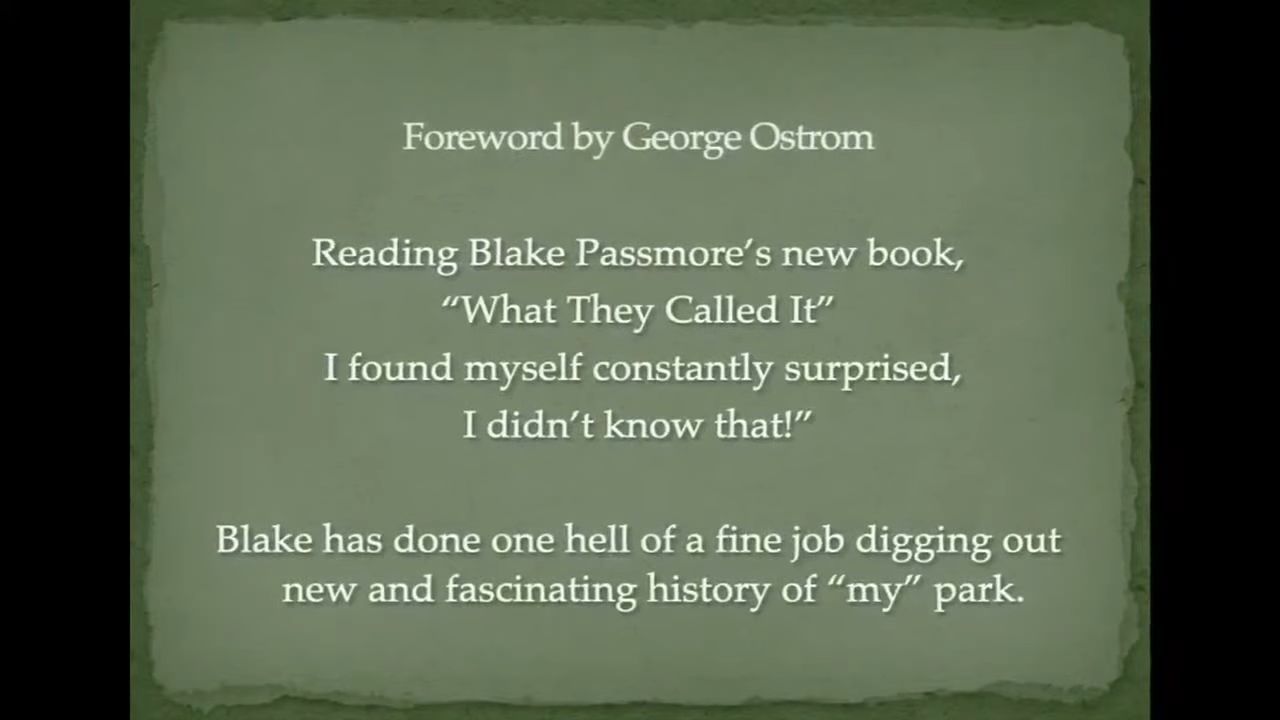 Foreword by George Ostrom
Reading Blake Passmore’s new book,
“What They Called It”
I found myself constantly surprised,
I didn’t know that!”
Blake has done one hell of a fine job digging out
new and fascinating history of “my” park.